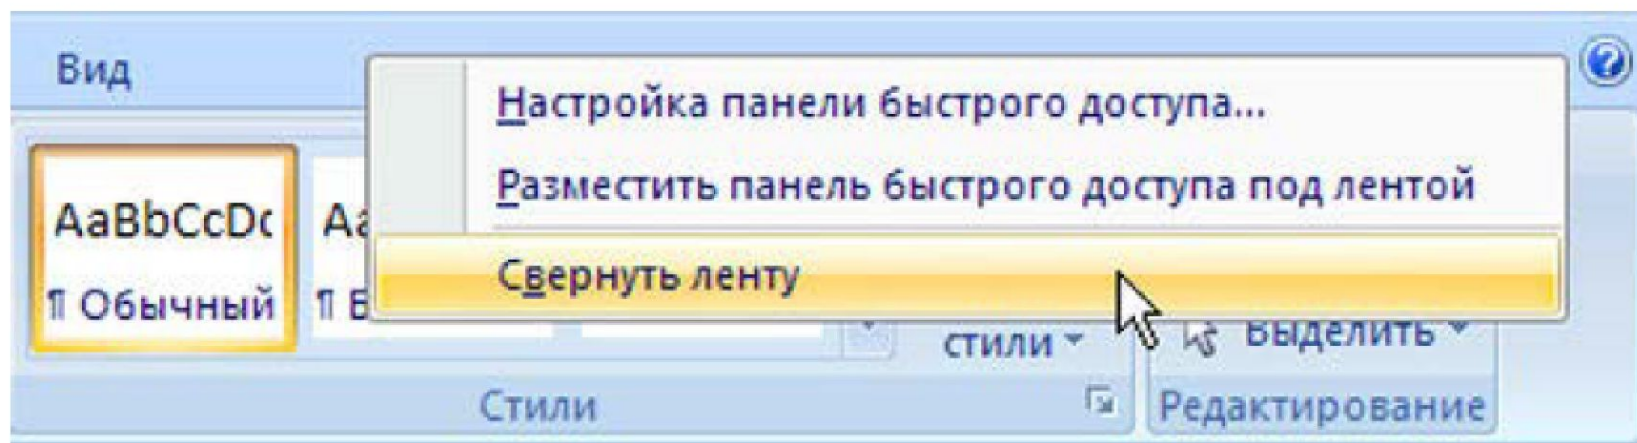 Вид
Настройка панели быстрого доступа...
Разместить панель быстрого доступа под лентой
Свернуть ленту
AaBbCcDc
¶ Обычный
стили
Выделить
Стили
Редактирование